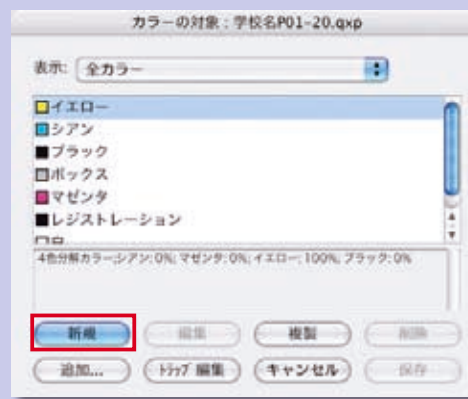 カラーの対象：学校名P01-20.qxp
表示: 全カラー
イエロー
シアン
ブラック
ボックス
マゼンタ
レジストレーション
白
4色分解カラー;シアン: 0%; マゼンタ: 0%; イエロー: 100%; ブラック: 0%
新規 編集 複製 削除
追加... ﾄﾗｯﾌﾟ 編集 キャンセル 保存